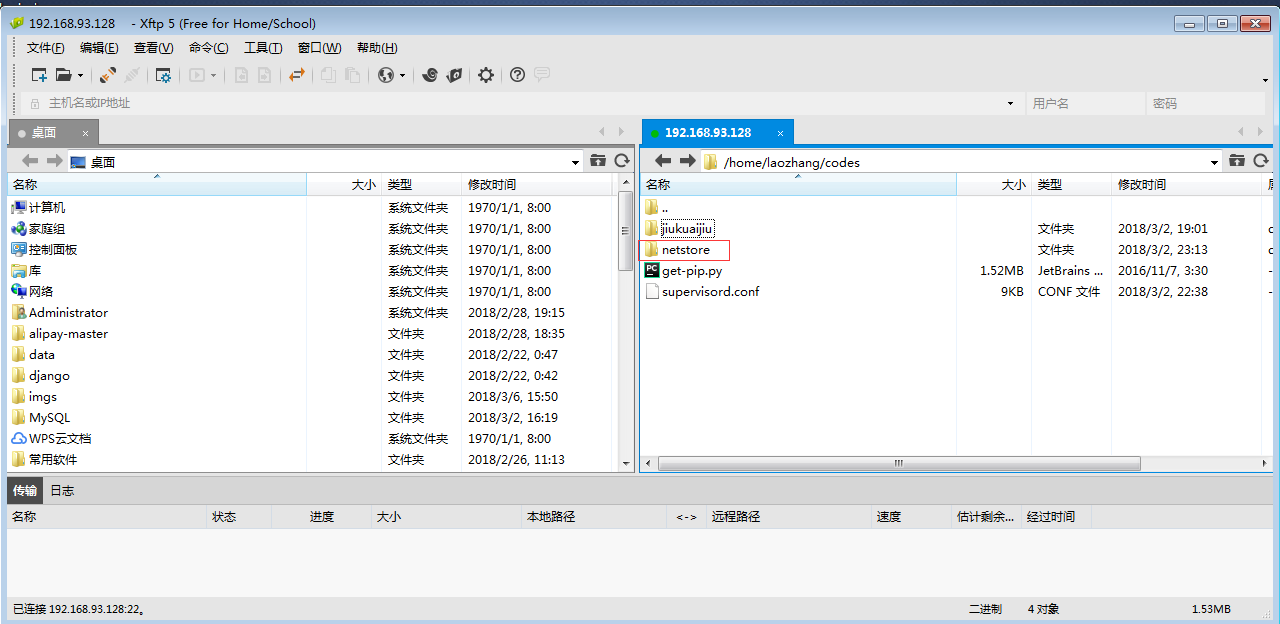 192.168.93.128 - Xftp 5 (Free for Home/School)
文件(F) 编辑(E) 查看(V) 命令(C) 工具(T) 窗口(W) 帮助(H)
主机名或IP地址 用户名 密码
桌面 × 192.168.93.128 ×
桌面 /home/laozhang/codes
名称 大小 类型 修改时间 名称 大小 类型 修改时间
计算机 系统文件夹 1970/1/1, 8:00 ..
家庭组 系统文件夹 1970/1/1, 8:00 jiukuaijiu 文件夹 2018/3/2, 19:01
控制面板 系统文件夹 1970/1/1, 8:00 netstore 文件夹 2018/3/2, 23:13
库 系统文件夹 1970/1/1, 8:00 get-pip.py 1.52MB JetBrains ... 2016/11/7, 3:30
网络 系统文件夹 1970/1/1, 8:00 supervisord.conf 9KB CONF 文件 2018/3/2, 22:38
Administrator 系统文件夹 2018/2/28, 19:15
alipay-master 文件夹 2018/2/28, 18:35
data 文件夹 2018/2/22, 0:47
django 文件夹 2018/2/22, 0:42
imgs 文件夹 2018/3/6, 15:50
MySQL 文件夹 2018/3/2, 16:19
WPS云文档 系统文件夹 1970/1/1, 8:00
常用软件 文件夹 2018/2/26, 11:13
传输 日志
名称 状态 进度 大小 本地路径 <-> 远程路径 速度 估计剩余... 经过时间
已连接 192.168.93.128:22。 二进制 4 对象 1.53MB